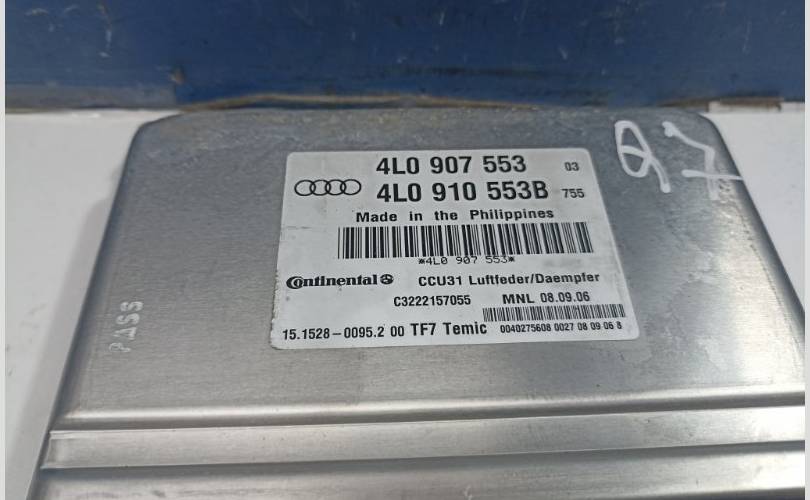 Q7
4L0 907 553 03
4L0 910 553B 755
Made in the Philippines
*4L0 907 553*
Continental CCU31 Luftfeder/Daempfer
C3222157055 MNL 08.09.06
15.1528-0095.2 00 TF7 Temic 0040275608 0027 08 09 06 8
PASS